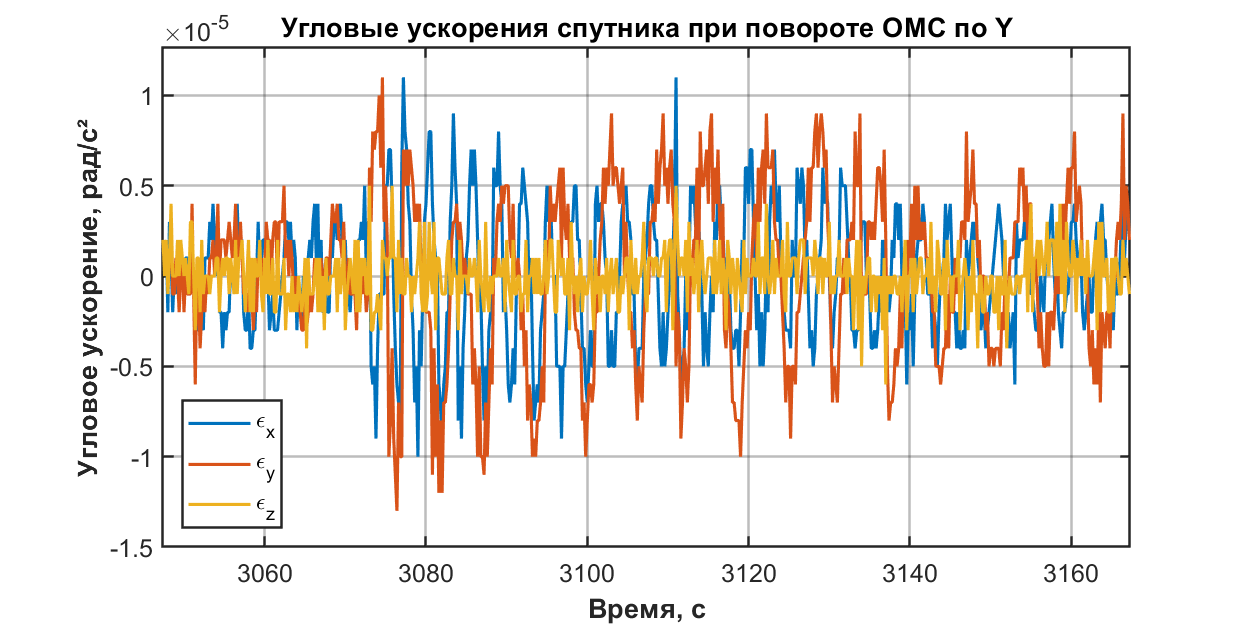 Угловые ускорения спутника при повороте ОМС по Y
×10-5
1
0.5
0
-0.5
-1
-1.5
Угловое ускорение, рад/с²
ϵx
ϵy
ϵz
3060 3080 3100 3120 3140 3160
Время, с